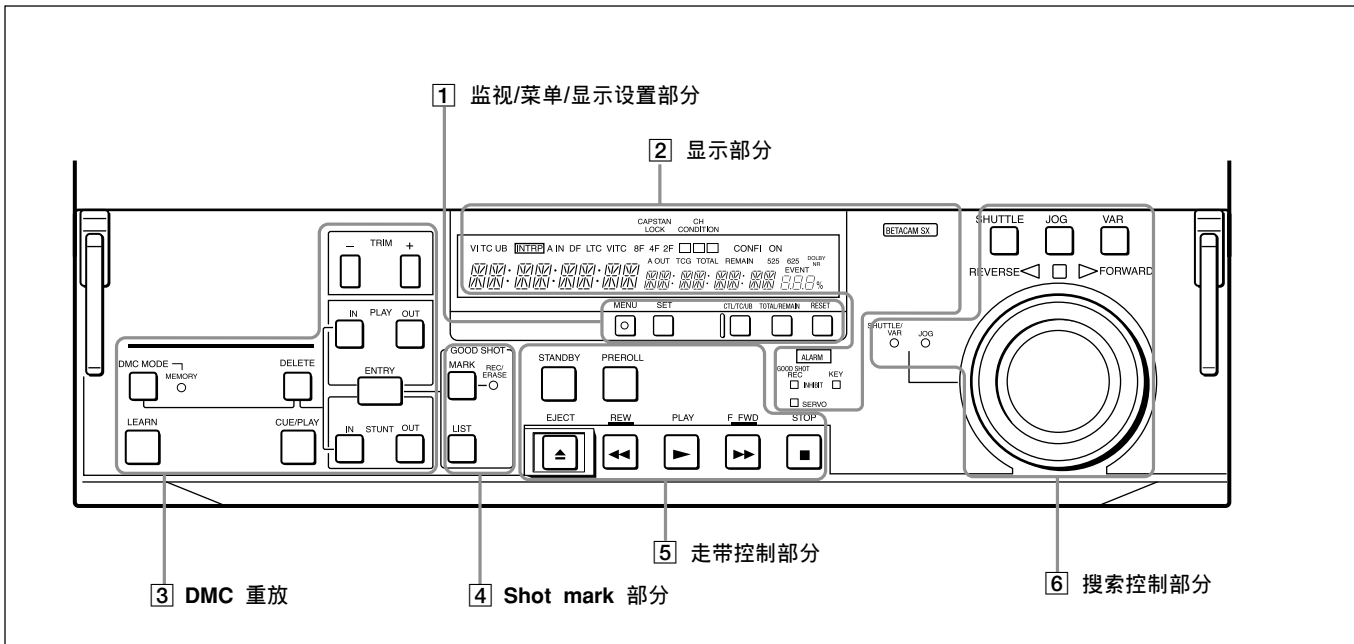 1 监视/菜单/显示设置部分
2 显示部分
CAPSTAN LOCK
CH CONDITION
BETACAM SX
SHUTTLE JOG VAR
− TRIM +
VITC UB INTRP A IN DF LTC VITC 8F 4F 2F CONFI ON
A OUT TCG TOTAL REMAIN 525 625 DOLBY NR
EVENT
%
REVERSE FORWARD
MENU SET CTL/TC/UB TOTAL/REMAIN RESET
IN PLAY OUT
SHUTTLE/VAR JOG
GOOD SHOT
MARK REC/ERASE
STANDBY PREROLL
ALARM
DMC MODE MEMORY DELETE
ENTRY
GOOD SHOT
REC INHIBIT KEY
SERVO
LEARN CUE/PLAY
IN STUNT OUT
LIST
EJECT REW PLAY F FWD STOP
5 走带控制部分
3 DMC 重放
4 Shot mark 部分
6 搜索控制部分